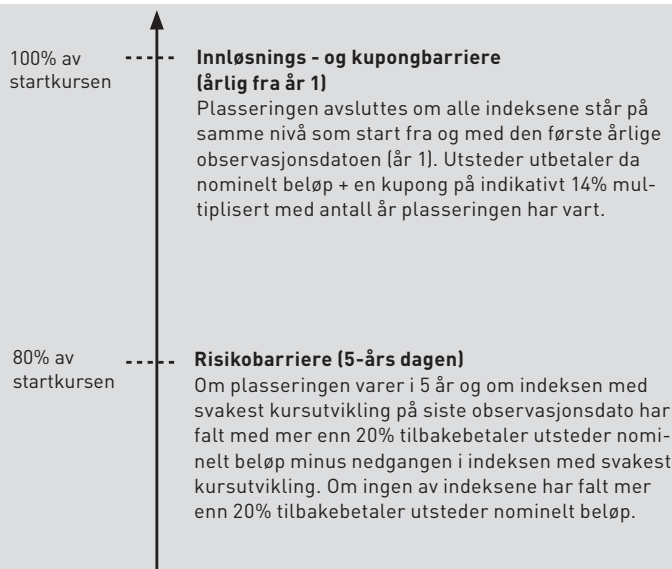 100% av
startkursen
Innløsnings - og kupongbarriere
(årlig fra år 1)
Plasseringen avsluttes om alle indeksene står på
samme nivå som start fra og med den første årlige
observasjonsdatoen (år 1). Utsteder utbetaler da
nominelt beløp + en kupong på indikativt 14% mul-
tiplisert med antall år plasseringen har vart.
80% av
startkursen
Risikobarriere (5-års dagen)
Om plasseringen varer i 5 år og om indeksen med
svakest kursutvikling på siste observasjonsdato har
falt med mer enn 20% tilbakebetaler utsteder nomi-
nelt beløp minus nedgangen i indeksen med svakest
kursutvikling. Om ingen av indeksene har falt mer
enn 20% tilbakebetaler utsteder nominelt beløp.